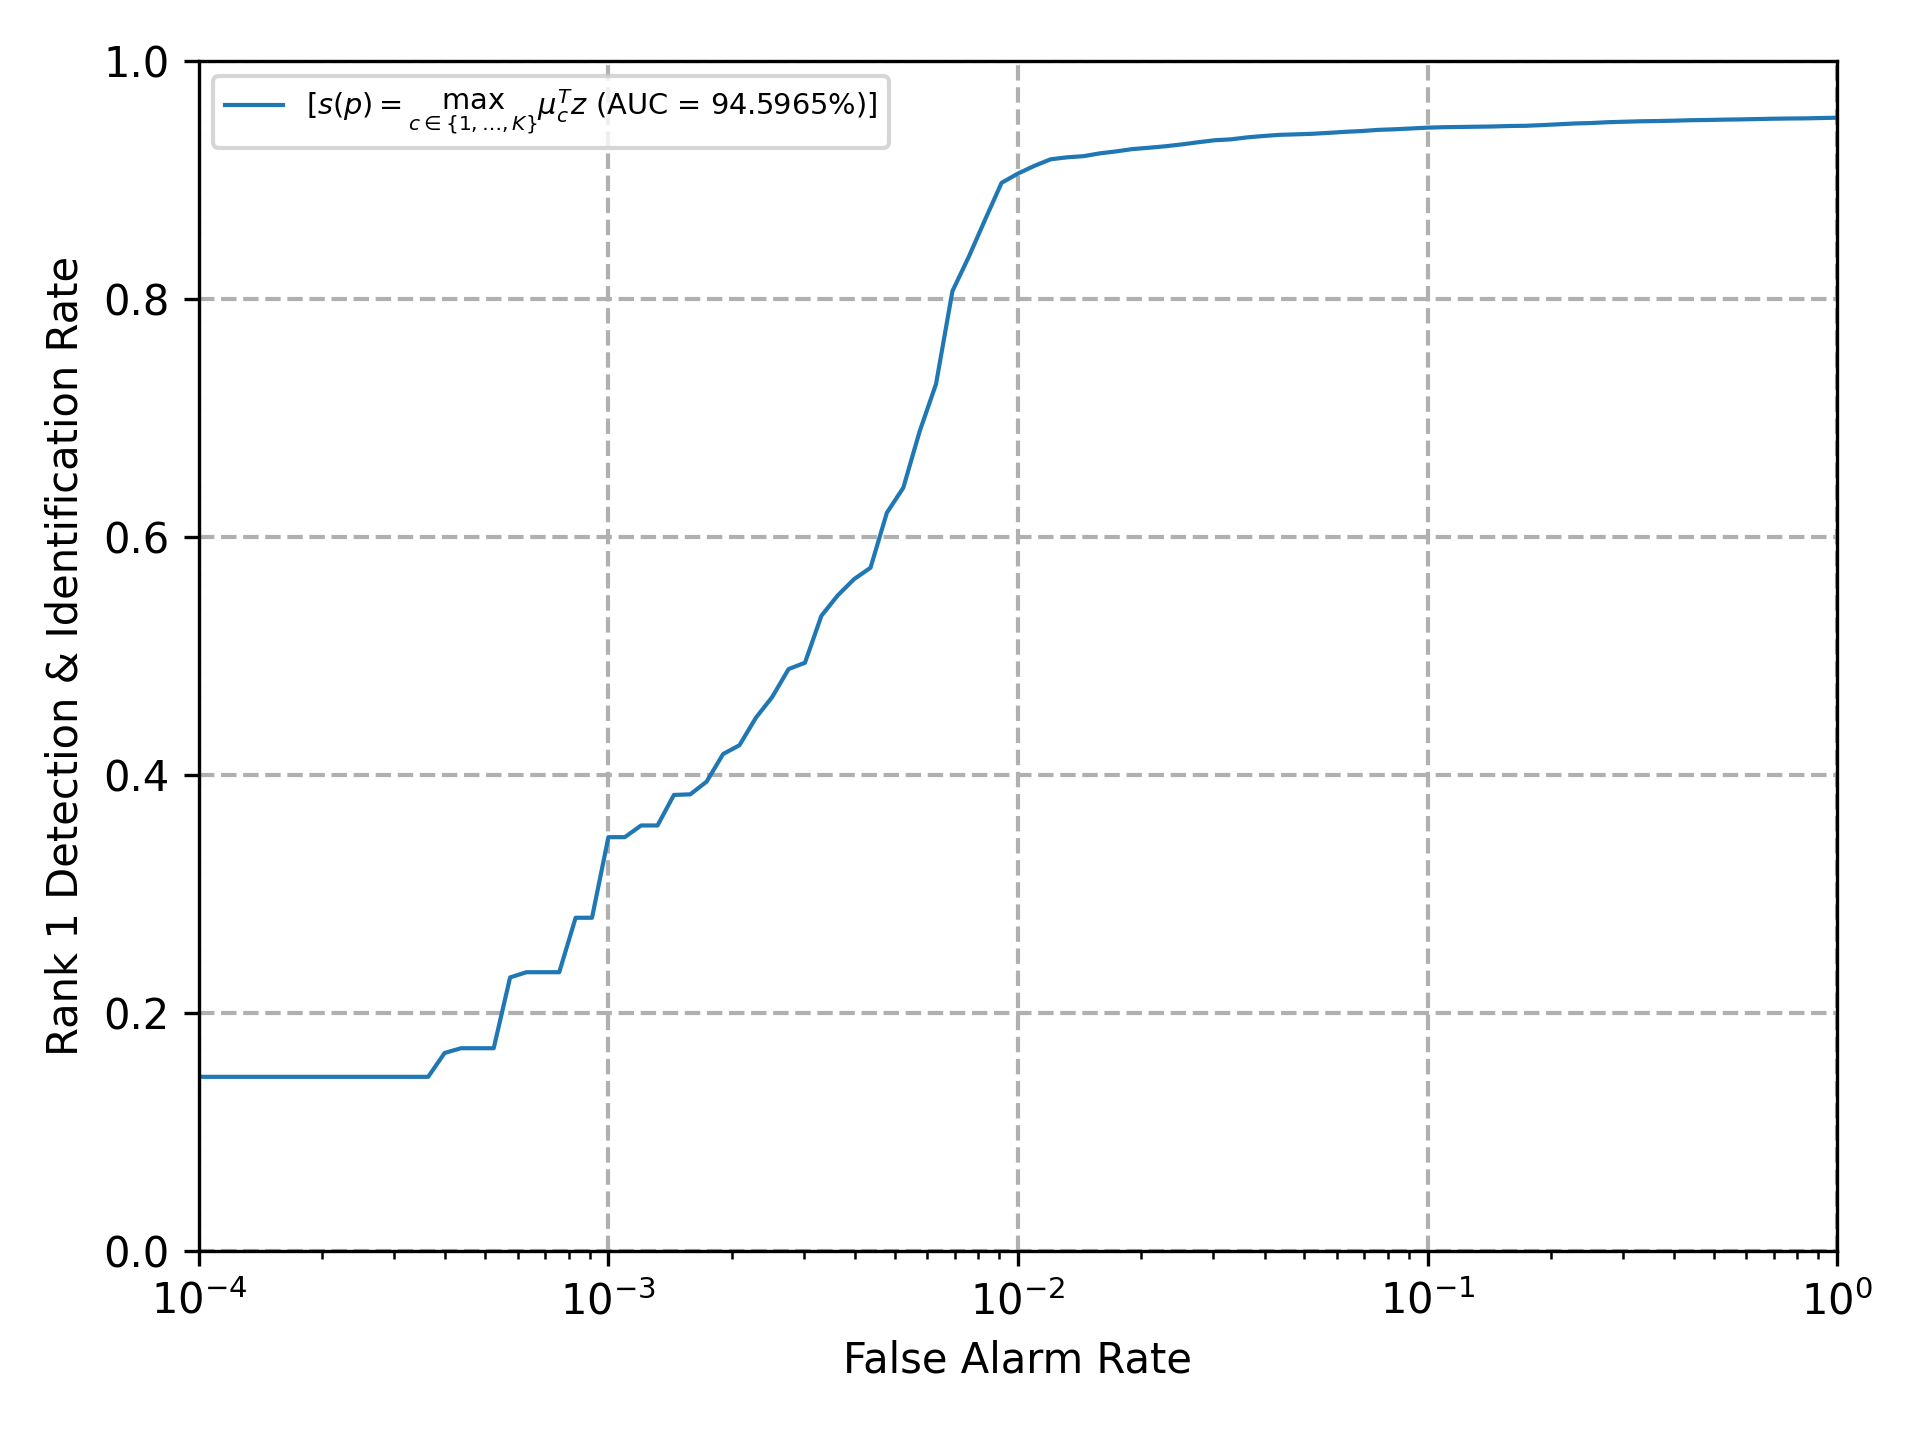 1.0
[s(p) = max_{c∈{1,...,K}} μ_c^T z (AUC = 94.5965%)]
0.8
0.6
0.4
0.2
0.0
Rank 1 Detection & Identification Rate
10^{-4} 10^{-3} 10^{-2} 10^{-1} 10^{0}
False Alarm Rate